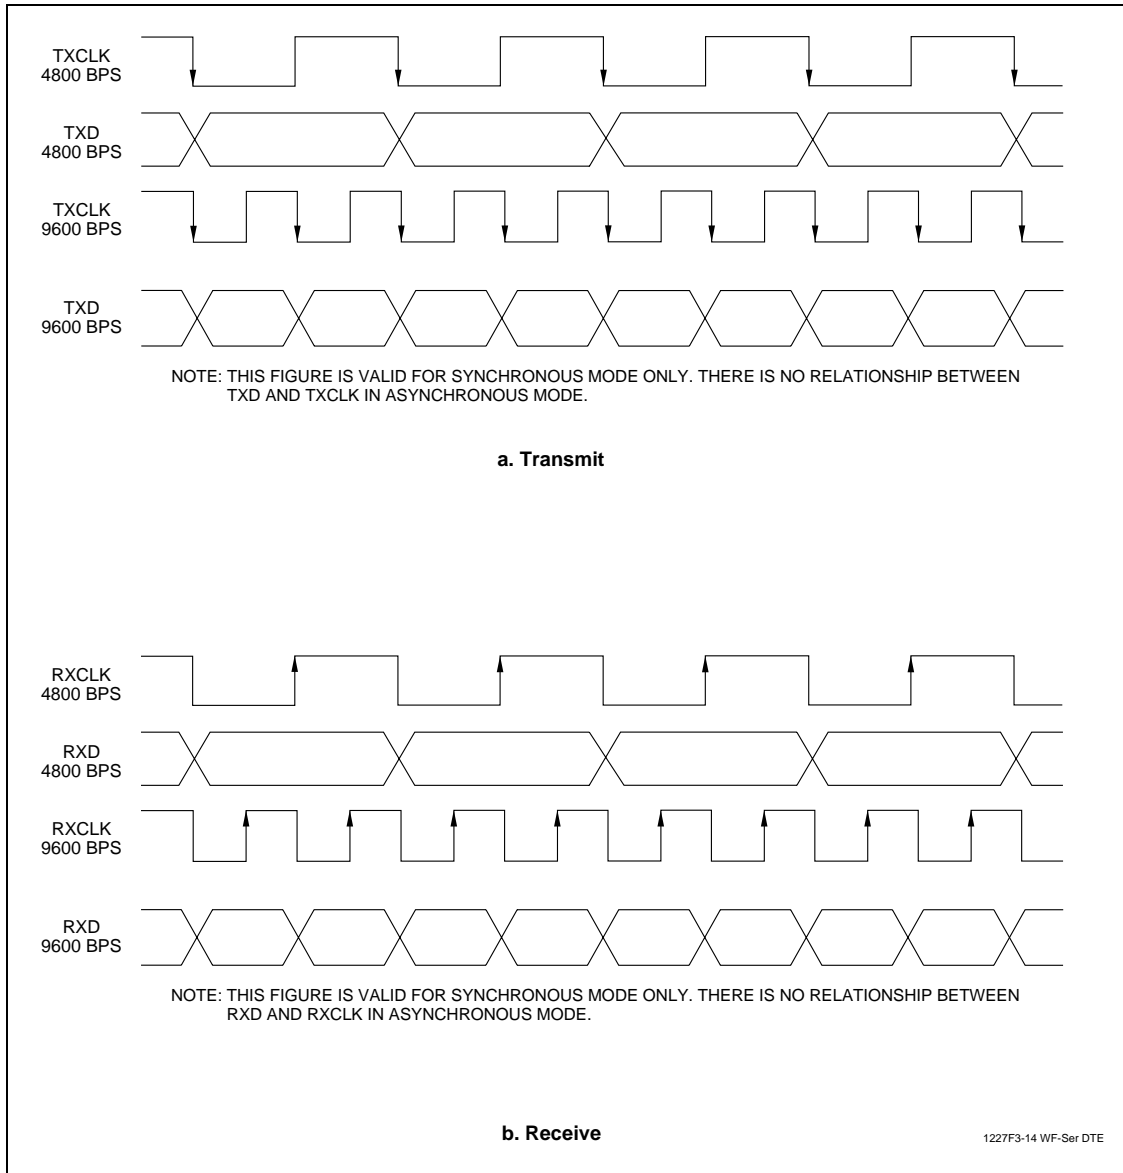 TXCLK
4800 BPS
TXD
4800 BPS
TXCLK
9600 BPS
TXD
9600 BPS
NOTE: THIS FIGURE IS VALID FOR SYNCHRONOUS MODE ONLY. THERE IS NO RELATIONSHIP BETWEEN
TXD AND TXCLK IN ASYNCHRONOUS MODE.
a. Transmit
RXCLK
4800 BPS
RXD
4800 BPS
RXCLK
9600 BPS
RXD
9600 BPS
NOTE: THIS FIGURE IS VALID FOR SYNCHRONOUS MODE ONLY. THERE IS NO RELATIONSHIP BETWEEN
RXD AND RXCLK IN ASYNCHRONOUS MODE.
b. Receive
1227F3-14 WF-Ser DTE